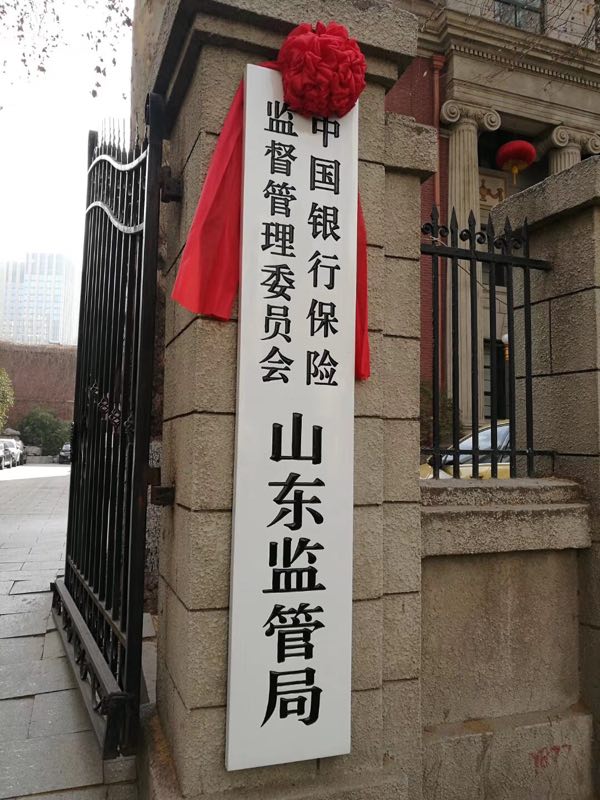 中国银行保险
监督管理委员会
山东监管局